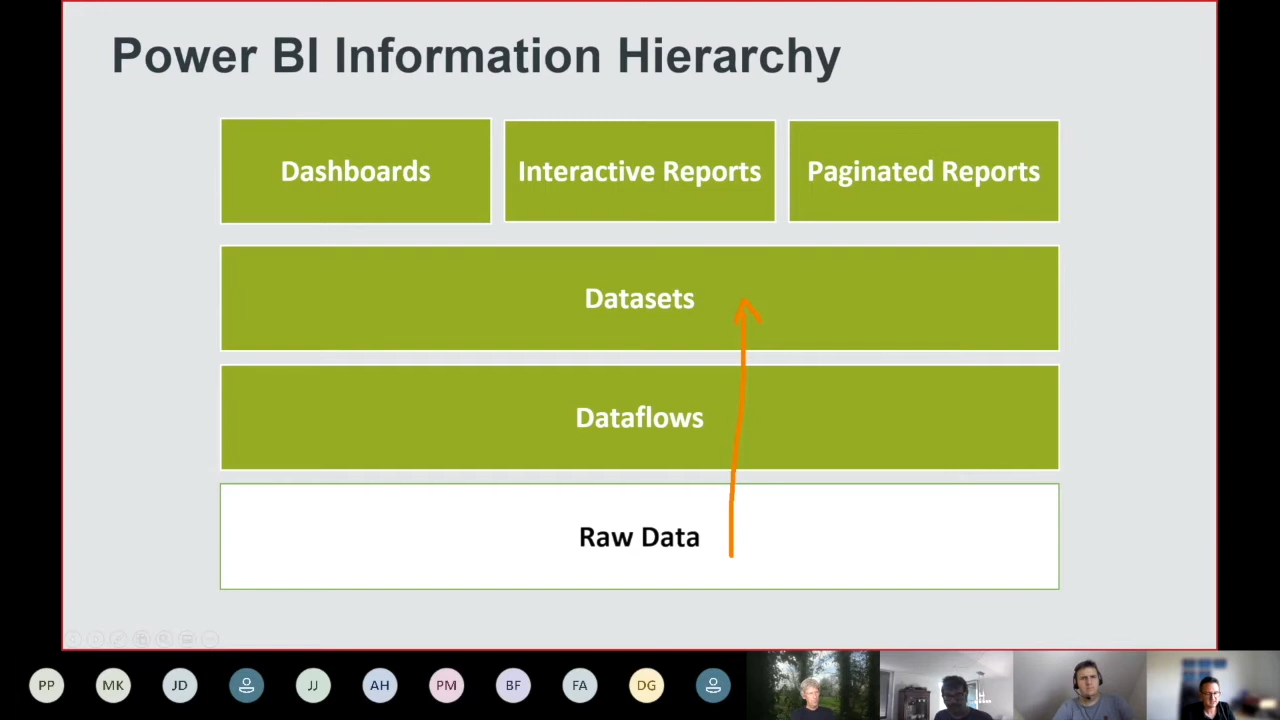 Power BI Information Hierarchy
Dashboards
Interactive Reports
Paginated Reports
Datasets
Dataflows
Raw Data
PP
MK
JD
JJ
AH
PM
BF
FA
DG